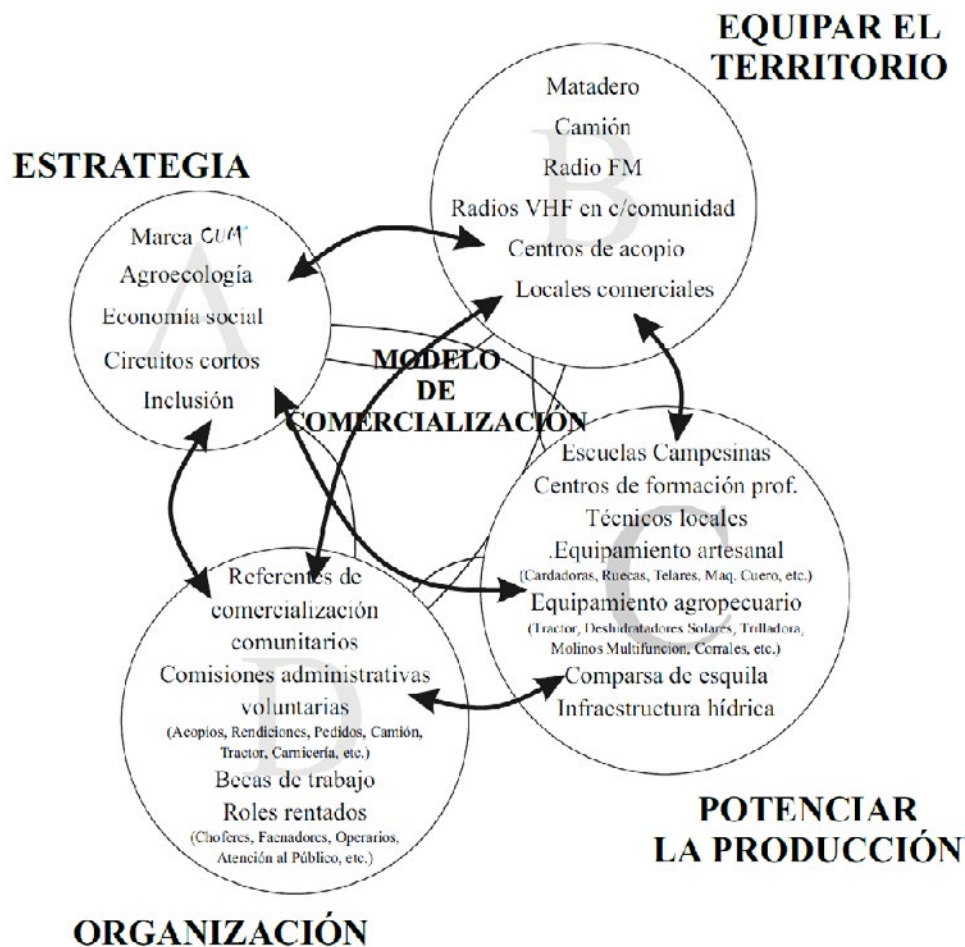 ESTRATEGIA
A
Marca CUM
Agroecología
Economía social
Circuitos cortos
Inclusión
EQUIPAR EL
TERRITORIO
B
Matadero
Camión
Radio FM
Radios VHF en c/comunidad
Centros de acopio
Locales comerciales
MODELO
DE
COMERCIALIZACIÓN
C
Escuelas Campesinas
Centros de formación prof.
Técnicos locales
.Equipamiento artesanal
(Cardadoras, Ruecas, Telares, Maq. Cuero, etc.)
Equipamiento agropecuario
(Tractor, Deshidratadores Solares, Trilladora,
Molinos Multifuncion, Corrales, etc.)
Comparsa de esquila
Infraestructura hídrica
POTENCIAR
LA PRODUCCIÓN
D
Referentes de
comercialización
comunitarios
Comisiones administrativas
voluntarias
(Acopios, Rendiciones, Pedidos, Camión,
Tractor, Carnicería, etc.)
Becas de trabajo
Roles rentados
(Choferes, Faenadores, Operarios,
Atención al Público, etc.)
ORGANIZACIÓN